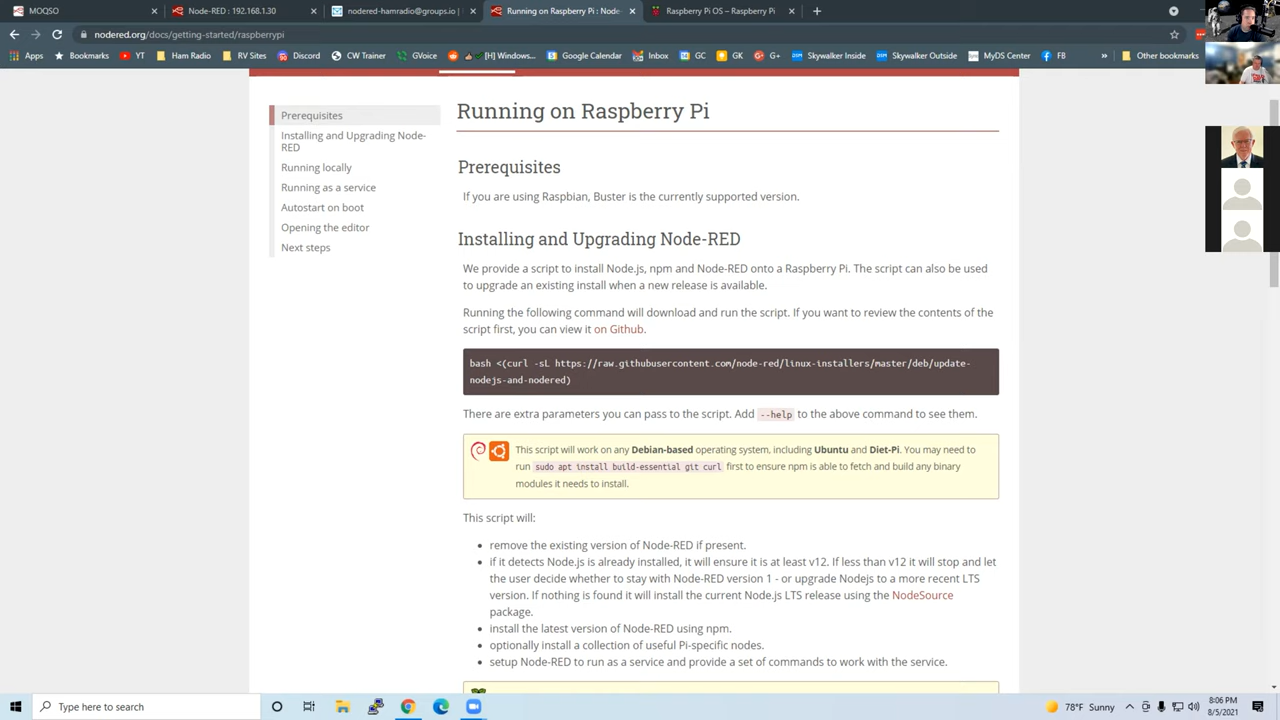 MOQSO
Node-RED : 192.168.1.30
nodered-hamradio@groups.io |
Running on Raspberry Pi : Node-
Raspberry Pi OS – Raspberry Pi
nodered.org/docs/getting-started/raspberrypi
Apps
Bookmarks
YT
Ham Radio
RV Sites
Discord
CW Trainer
GVoice
[H] Windows...
Google Calendar
Inbox
GC
GK
G+
Skywalker Inside
Skywalker Outside
MyDS Center
FB
»
Other bookmarks
Prerequisites
Installing and Upgrading Node-
RED
Running locally
Running as a service
Autostart on boot
Opening the editor
Next steps
Running on Raspberry Pi
Prerequisites
If you are using Raspbian, Buster is the currently supported version.
Installing and Upgrading Node-RED
We provide a script to install Node.js, npm and Node-RED onto a Raspberry Pi. The script can also be used
to upgrade an existing install when a new release is available.
Running the following command will download and run the script. If you want to review the contents of the
script first, you can view it on Github.
bash <(curl -sL https://raw.githubusercontent.com/node-red/linux-installers/master/deb/update-
nodejs-and-nodered)
There are extra parameters you can pass to the script. Add --help to the above command to see them.
This script will work on any Debian-based operating system, including Ubuntu and Diet-Pi. You may need to
run sudo apt install build-essential git curl first to ensure npm is able to fetch and build any binary
modules it needs to install.
This script will:
• remove the existing version of Node-RED if present.
• if it detects Node.js is already installed, it will ensure it is at least v12. If less than v12 it will stop and let
the user decide whether to stay with Node-RED version 1 - or upgrade Nodejs to a more recent LTS
version. If nothing is found it will install the current Node.js LTS release using the NodeSource
package.
• install the latest version of Node-RED using npm.
• optionally install a collection of useful Pi-specific nodes.
• setup Node-RED to run as a service and provide a set of commands to work with the service.
Type here to search
78°F Sunny
8:06 PM
8/5/2021